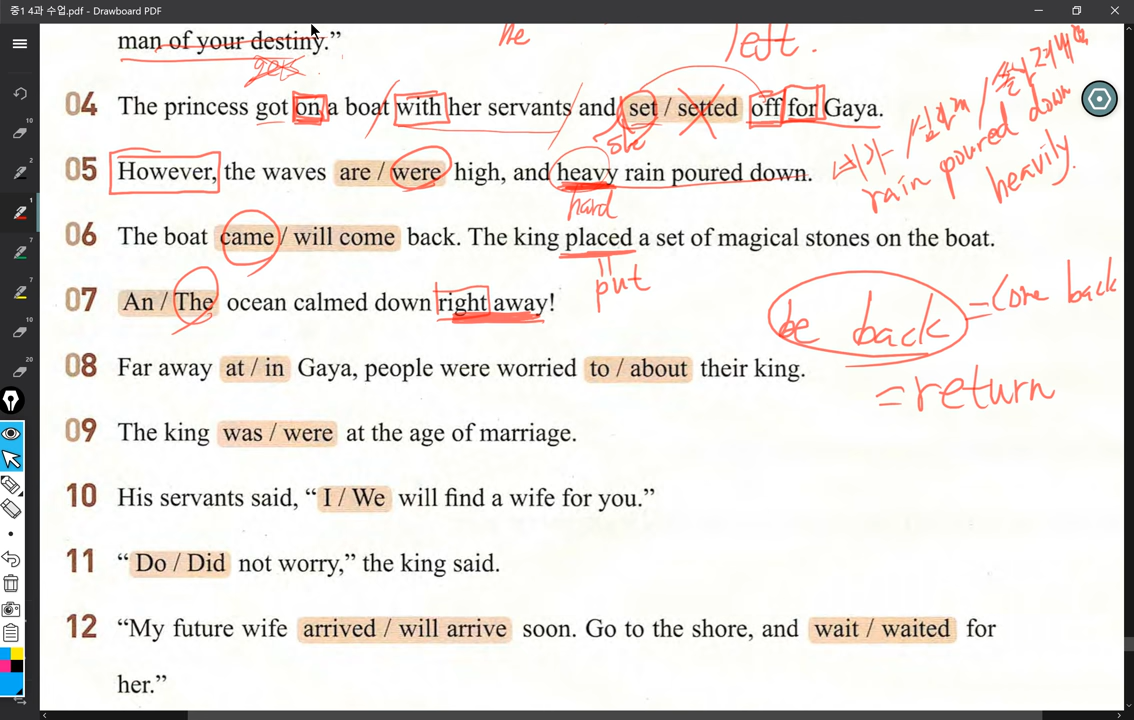 중1 4과 수업.pdf - Drawboard PDF
man of your destiny.”
he
left.
04 The princess got on a boat with her servants and set / setted off for Gaya.
she
rain poured down
heavily.
05 However, the waves are / were high, and heavy rain poured down.
hard
06 The boat came / will come back. The king placed a set of magical stones on the boat.
put
07 An / The ocean calmed down right away!
be back = come back
= return
08 Far away at / in Gaya, people were worried to / about their king.
09 The king was / were at the age of marriage.
10 His servants said, “I / We will find a wife for you.”
11 “Do / Did not worry,” the king said.
12 “My future wife arrived / will arrive soon. Go to the shore, and wait / waited for
her.”